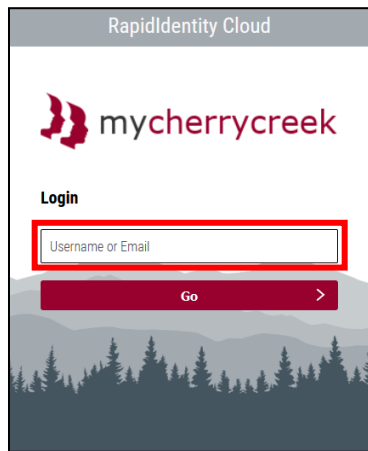 RapidIdentity Cloud
mycherrycreek
Login
Username or Email
Go